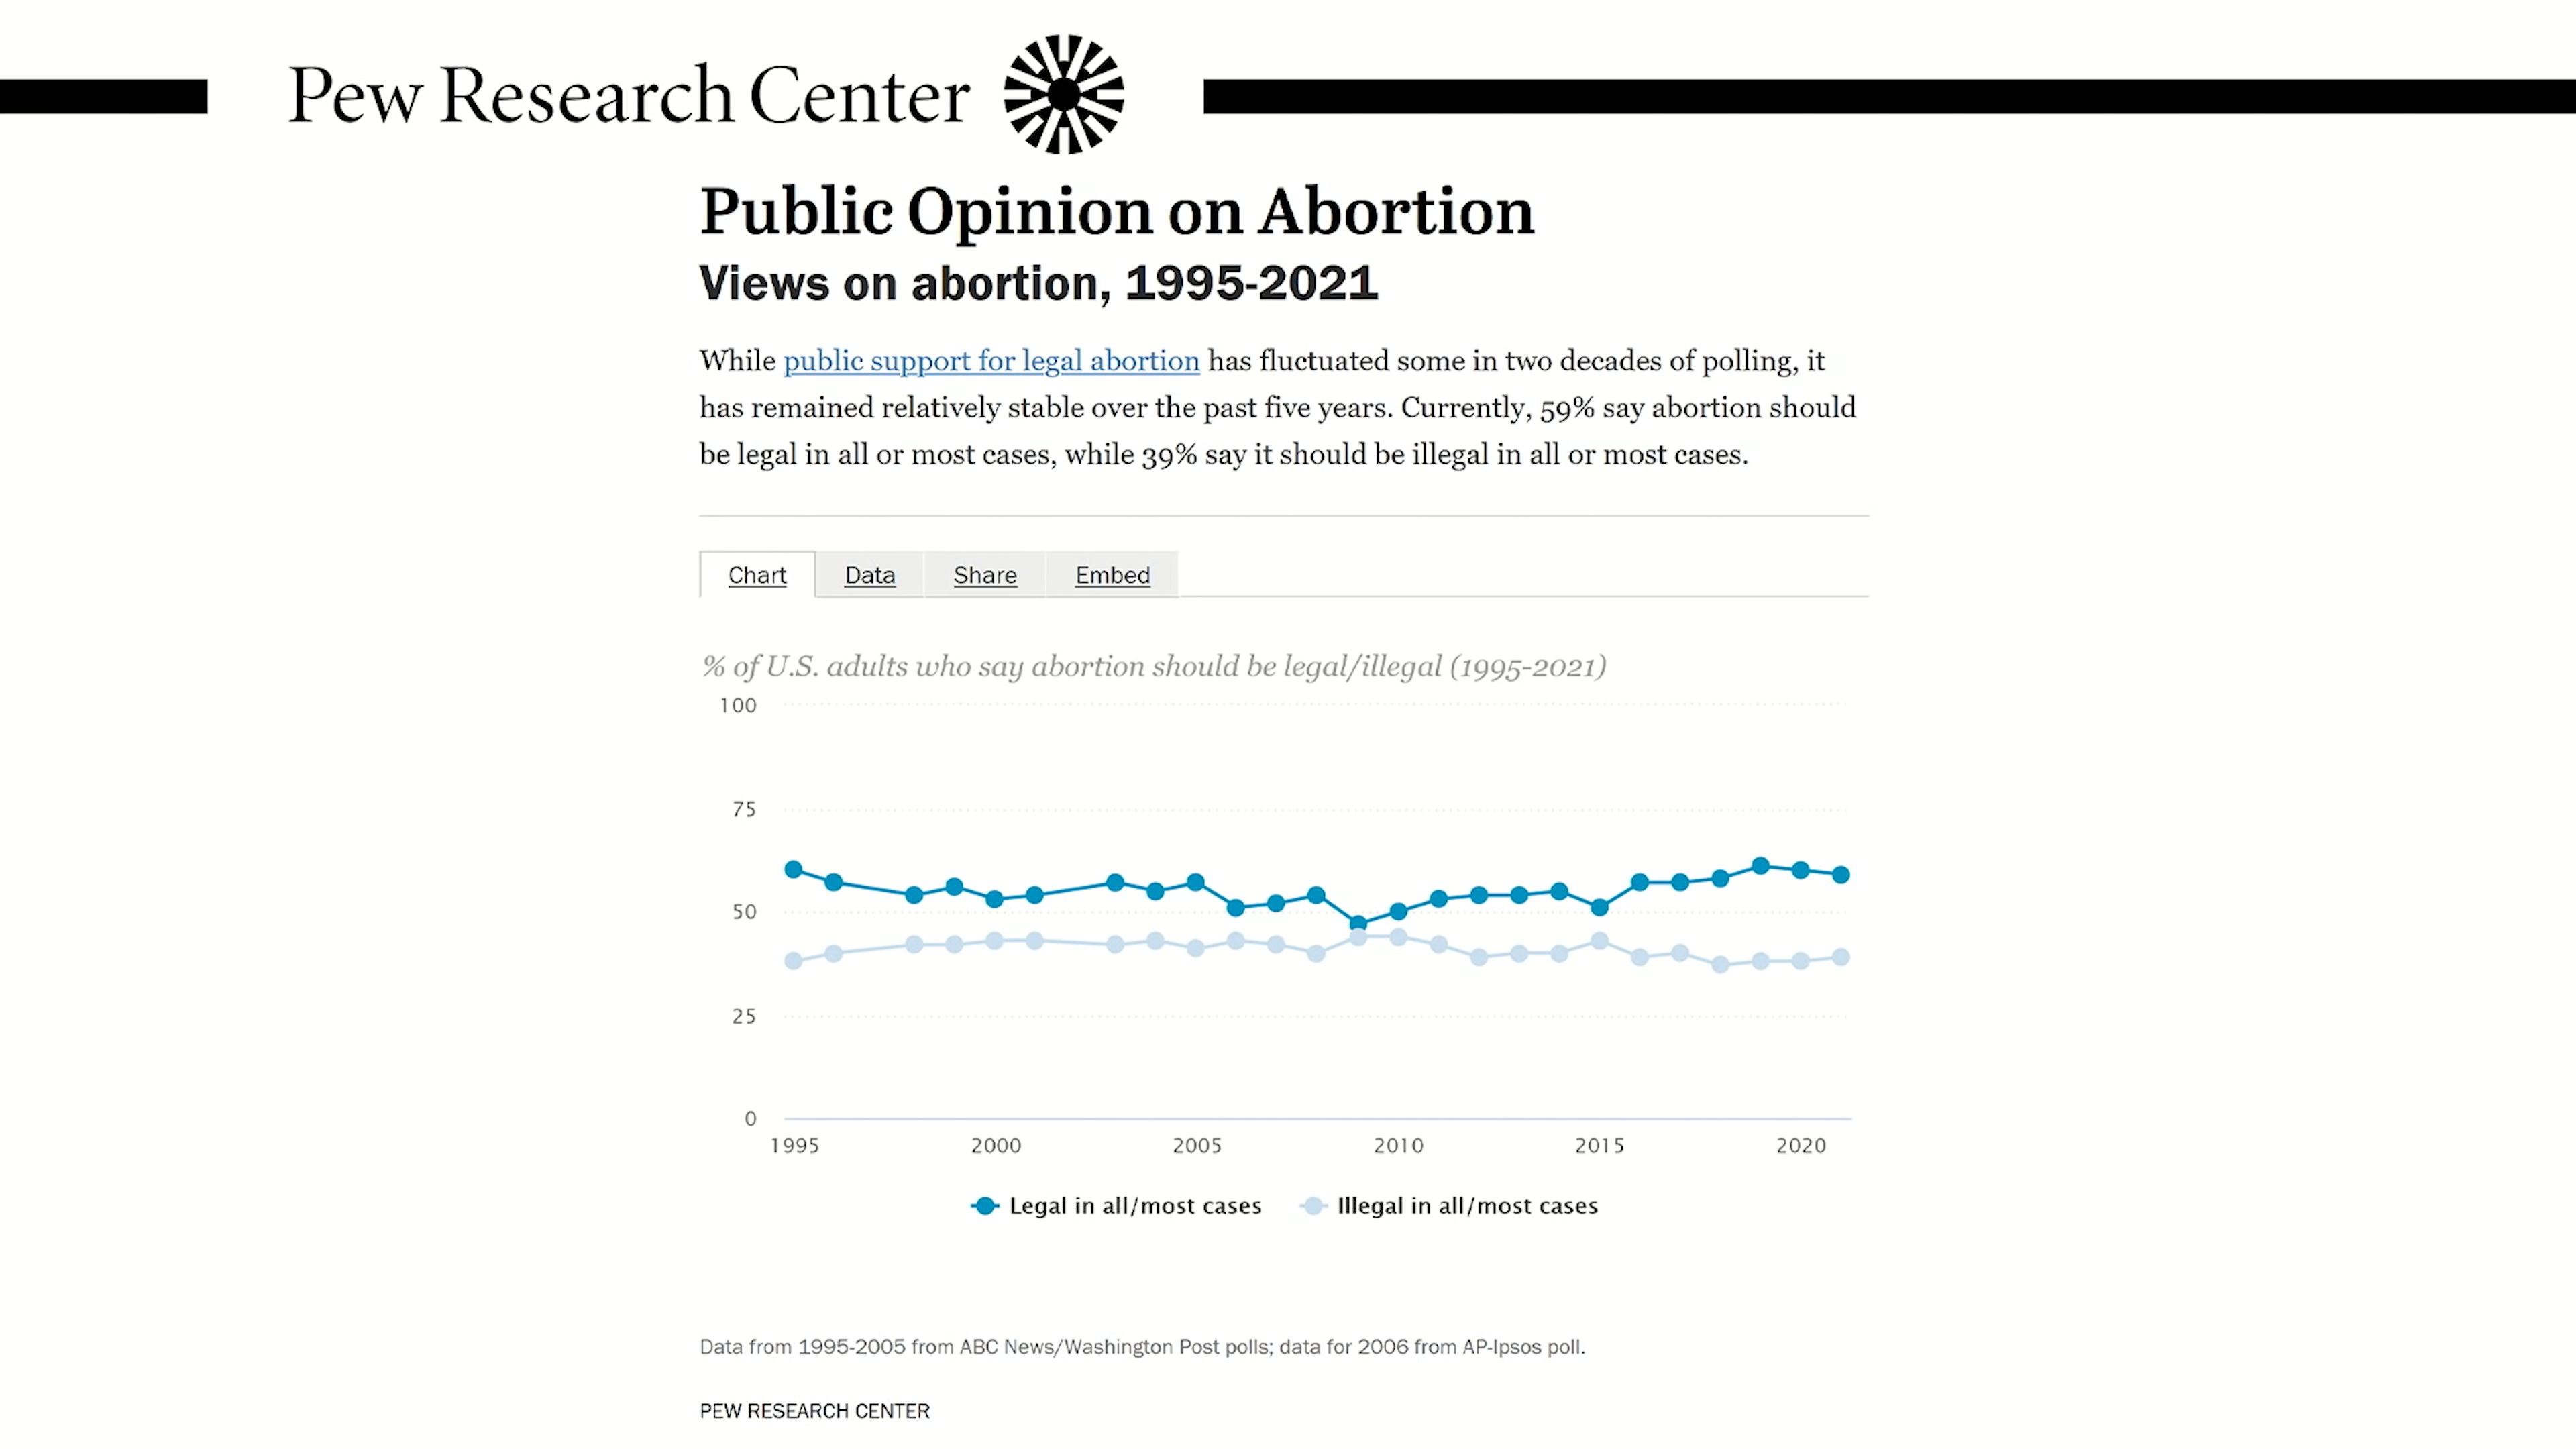 Pew Research Center
Public Opinion on Abortion
Views on abortion, 1995-2021
While public support for legal abortion has fluctuated some in two decades of polling, it
has remained relatively stable over the past five years. Currently, 59% say abortion should
be legal in all or most cases, while 39% say it should be illegal in all or most cases.
Chart Data Share Embed
% of U.S. adults who say abortion should be legal/illegal (1995-2021)
100
75
50
25
0
1995 2000 2005 2010 2015 2020
Legal in all/most cases Illegal in all/most cases
Data from 1995-2005 from ABC News/Washington Post polls; data for 2006 from AP-Ipsos poll.
PEW RESEARCH CENTER